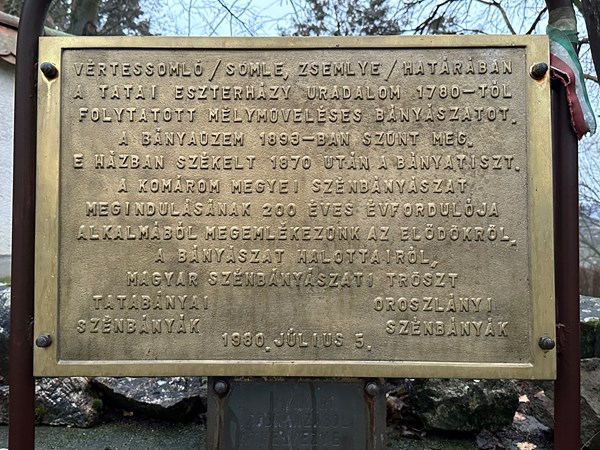 VÉRTESSOMLÓ/SOMLE, ZSEMLYE/HATÁRÁBAN
A TATAI ESZTERHÁZY URADALOM 1780-TÓL
FOLYTATOTT MÉLYMŰVELÉSES BÁNYÁSZATOT.
A BÁNYAÜZEM 1893-BAN SZŰNT MEG.
E HÁZBAN SZÉKELT 1870 UTÁN A BÁNYATISZT.
A KOMÁROM MEGYEI SZÉNBÁNYÁSZAT
MEGINDULÁSÁNAK 200 ÉVES ÉVFORDULÓJA
ALKALMÁBÓL MEGEMLÉKEZÜNK AZ ELŐDÖKRŐL,
A BÁNYÁSZAT HALOTTAIRÓL,
MAGYAR SZÉNBÁNYÁSZATI TRÖSZT
TATABÁNYAI OROSZLÁNYI
SZÉNBÁNYÁK SZÉNBÁNYÁK
1980. JÚLIUS 5.